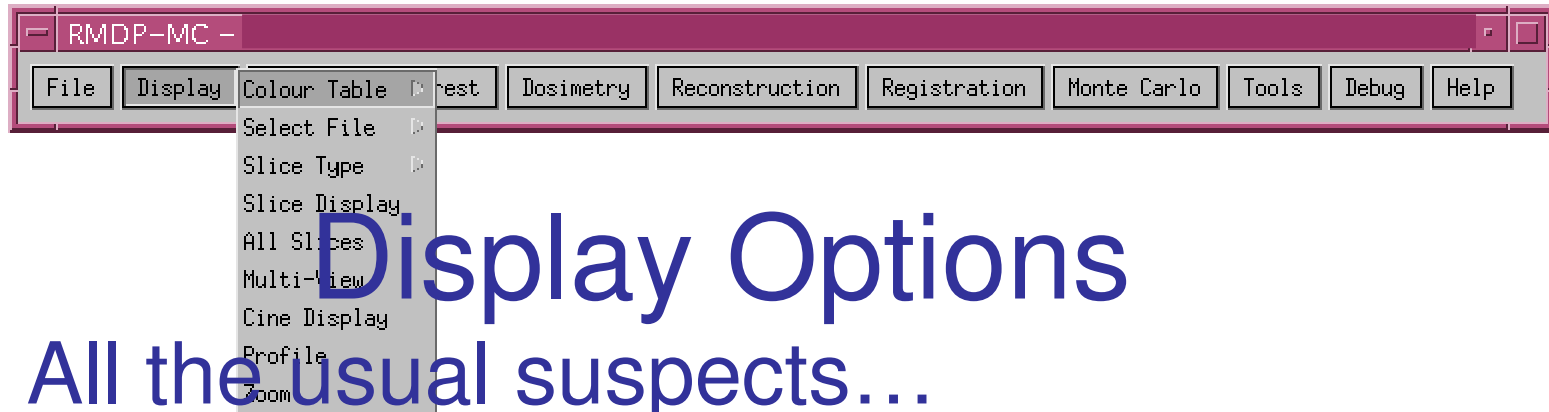 RMDP-MC -
File Display rest Dosimetry Reconstruction Registration Monte Carlo Tools Debug Help
Colour Table
Select File
Slice Type
Slice Display
All Slices
Multi-View
Cine Display
Profile
Zoom
Display Options
All the usual suspects…